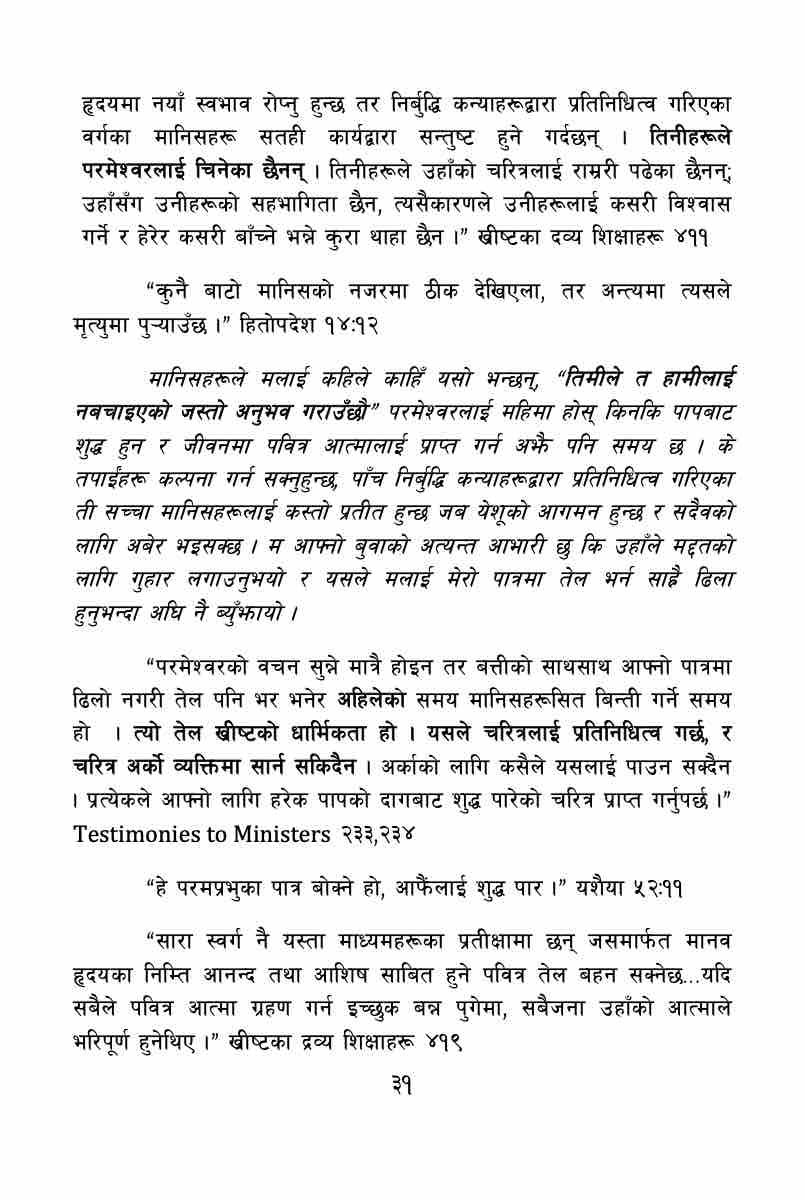 हृदयमा नयाँ स्वभाव रोप्नु हुन्छ तर निर्बुद्धि कन्याहरूद्वारा प्रतिनिधित्व गरिएका
वर्गका मानिसहरू सतही कार्यद्वारा सन्तुष्ट हुने गर्दछन् । तिनीहरूले
परमेश्वरलाई चिनेका छैनन् । तिनीहरूले उहाँको चरित्रलाई राम्ररी पढेका छैनन्;
उहाँसँग उनीहरूको सहभागिता छैन, त्यसैकारणले उनीहरूलाई कसरी विश्वास
गर्ने र हेरेर कसरी बाँच्ने भन्ने कुरा थाहा छैन ।” ख्रीष्टका दव्य शिक्षाहरू ४११
“कुनै बाटो मानिसको नजरमा ठीक देखिएला, तर अन्त्यमा त्यसले
मृत्युमा पुऱ्याउँछ ।” हितोपदेश १४:१२
मानिसहरूले मलाई कहिले काहिँ यसो भन्छन्, “तिमीले त हामीलाई
नबचाइएको जस्तो अनुभव गराउँछौ” परमेश्वरलाई महिमा होस् किनकि पापबाट
शुद्ध हुन र जीवनमा पवित्र आत्मालाई प्राप्त गर्न अझै पनि समय छ । के
तपाईंहरू कल्पना गर्न सक्नुहुन्छ, पाँच निर्बुद्धि कन्याहरूद्वारा प्रतिनिधित्व गरिएका
ती सच्चा मानिसहरूलाई कस्तो प्रतीत हुन्छ जब येशूको आगमन हुन्छ र सदैवको
लागि अबेर भइसक्छ । म आफ्नो बुवाको अत्यन्त आभारी छु कि उहाँले मद्दतको
लागि गुहार लगाउनुभयो र यसले मलाई मेरो पात्रमा तेल भर्न साह्रै ढिला
हुनुभन्दा अघि नै ब्युँझायो ।
“परमेश्वरको वचन सुन्ने मात्रै होइन तर बत्तीको साथसाथ आफ्नो पात्रमा
ढिलो नगरी तेल पनि भर भनेर अहिलेको समय मानिसहरूसित बिन्ती गर्ने समय
हो । त्यो तेल ख्रीष्टको धार्मिकता हो । यसले चरित्रलाई प्रतिनिधित्व गर्छ, र
चरित्र अर्को व्यक्तिमा सार्न सकिदैन । अर्काको लागि कसैले यसलाई पाउन सक्दैन
। प्रत्येकले आफ्नो लागि हरेक पापको दागबाट शुद्ध पारेको चरित्र प्राप्त गर्नुपर्छ ।”
Testimonies to Ministers २३३,२३४
“हे परमप्रभुका पात्र बोक्ने हो, आफैंलाई शुद्ध पार ।” यशैया ५२:११
“सारा स्वर्ग नै यस्ता माध्यमहरूका प्रतीक्षामा छन् जसमार्फत मानव
हृदयका निम्ति आनन्द तथा आशिष साबित हुने पवित्र तेल बहन सक्नेछ...यदि
सबैले पवित्र आत्मा ग्रहण गर्न इच्छुक बन्न पुगेमा, सबैजना उहाँको आत्माले
भरिपूर्ण हुनेथिए ।” ख्रीष्टका द्रव्य शिक्षाहरू ४१९
३१